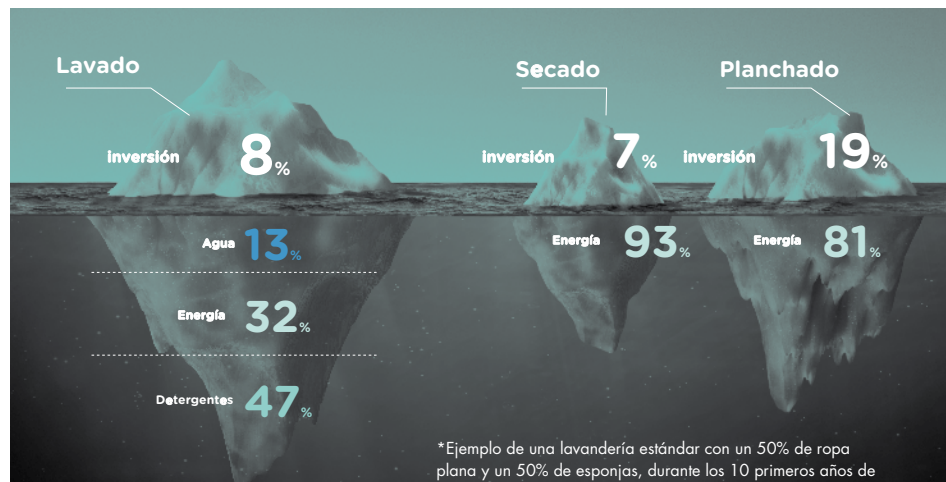 Lavado
inversión 8%
Agua 13%
Energía 32%
Detergentes 47%
Secado
inversión 7%
Energía 93%
Planchado
inversión 19%
Energía 81%
*Ejemplo de una lavandería estándar con un 50% de ropa
plana y un 50% de esponjas, durante los 10 primeros años de